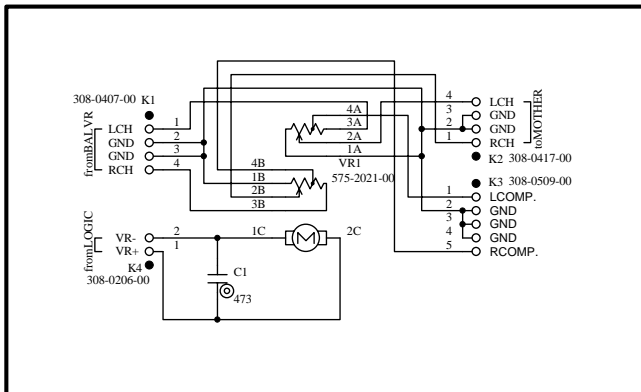 308-0407-00 K1
fromBALVR
LCH 1
GND 2
GND 3
RCH 4
4A
3A
2A
1A
VR1
575-2021-00
4B
1B
2B
3B
4 LCH
3 GND
2 GND
1 RCH
toMOTHER
K2 308-0417-00
K3 308-0509-00
1 LCOMP.
2 GND
3 GND
4 GND
5 RCOMP.
fromLOGIC
VR- 2
VR+ 1
K4
308-0206-00
1C
M
2C
C1
473